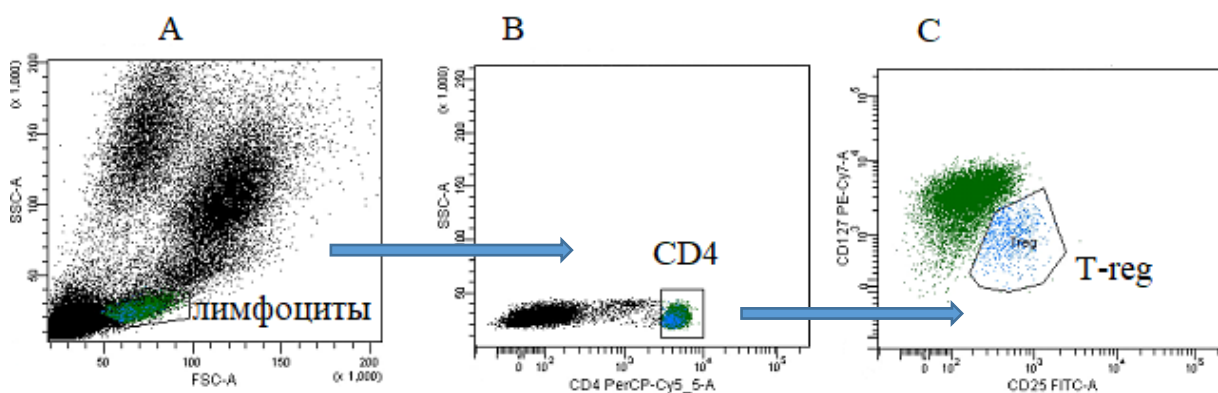 A
B
C
(x 1,000)
SSC-A
200
150
100
50
лимфоциты
50
100
150
200
FSC-A
(x 1,000)
(x 1,000)
SSC-A
250
200
150
100
50
CD4
10^2
10^3
10^4
10^5
CD4 PerCP-Cy5_5-A
CD127 PE-Cy7-A
10^5
10^4
10^3
10^2
0
Treg
T-reg
0
10^2
10^3
10^4
10^5
CD25 FITC-A